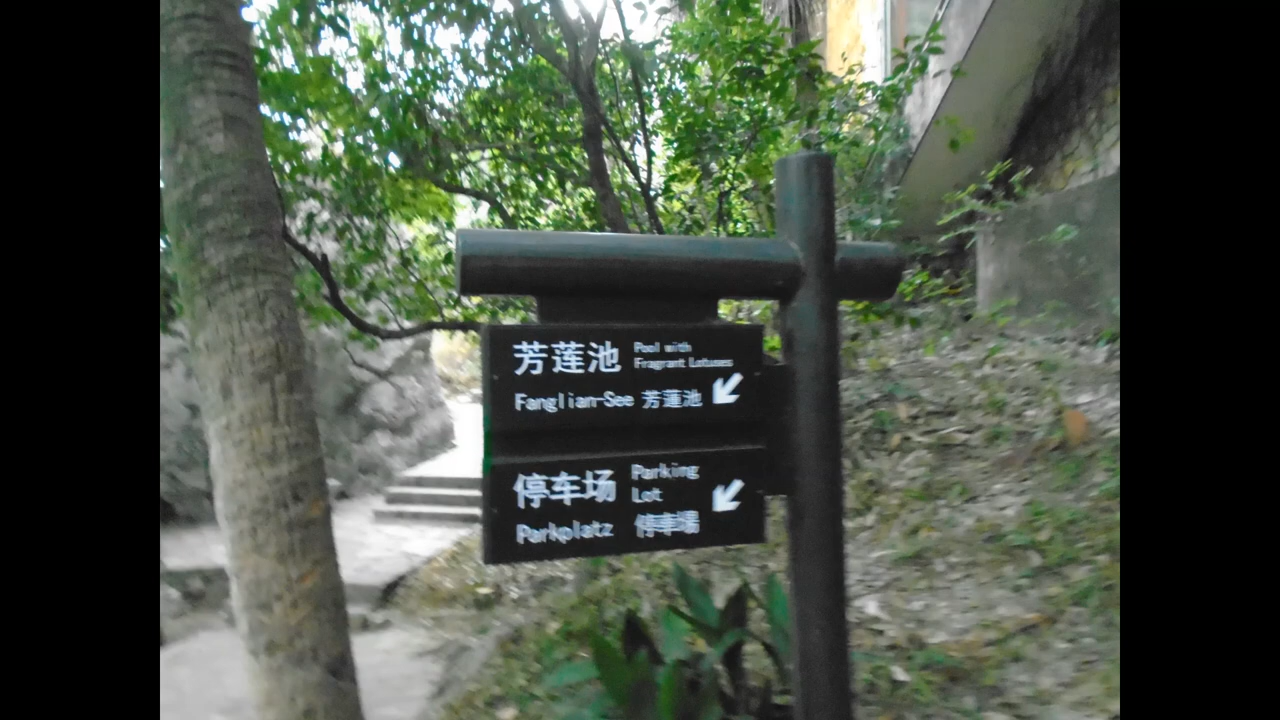 芳莲池 Pool with
Fragrant Lotuses
Fanglian-See 芳蓮池
停车场 Parking
Lot
Parkplatz 停車場